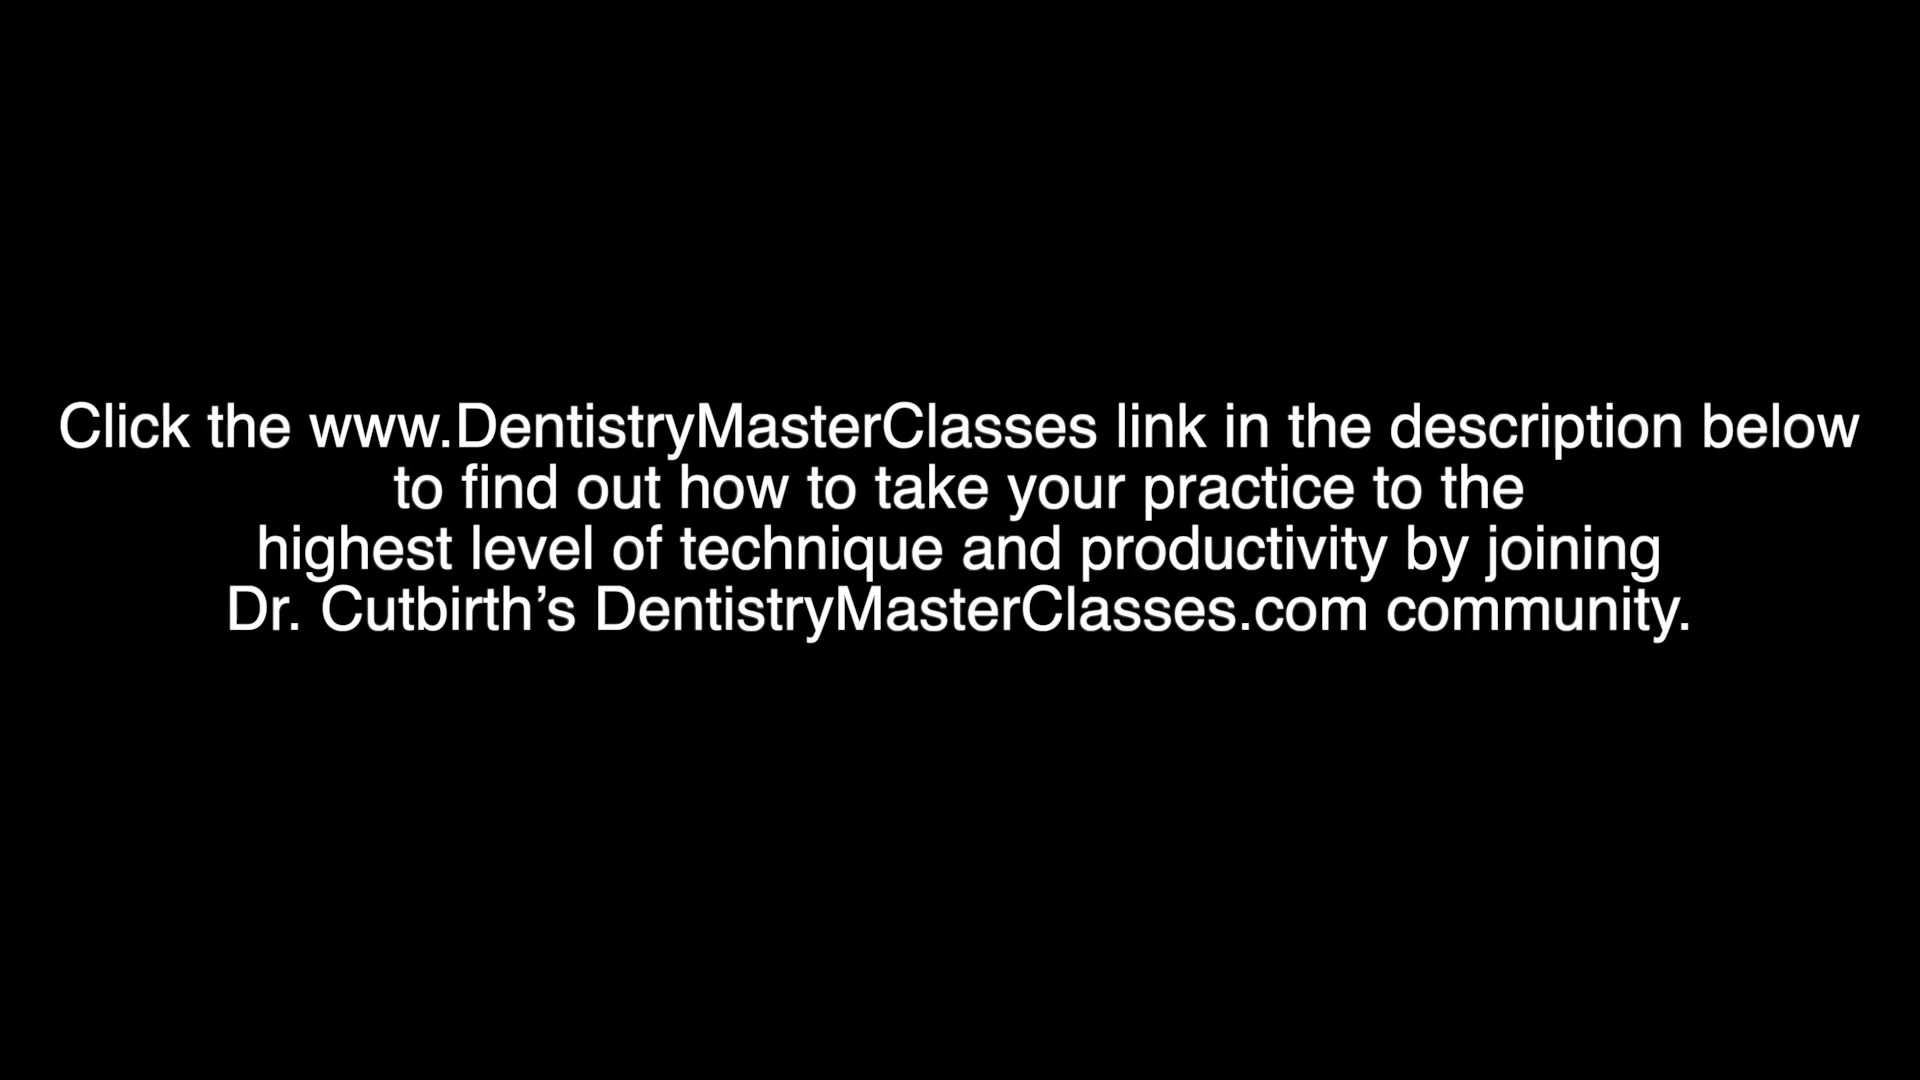 Click the www.DentistryMasterClasses link in the description below
to find out how to take your practice to the
highest level of technique and productivity by joining
Dr. Cutbirth’s DentistryMasterClasses.com community.